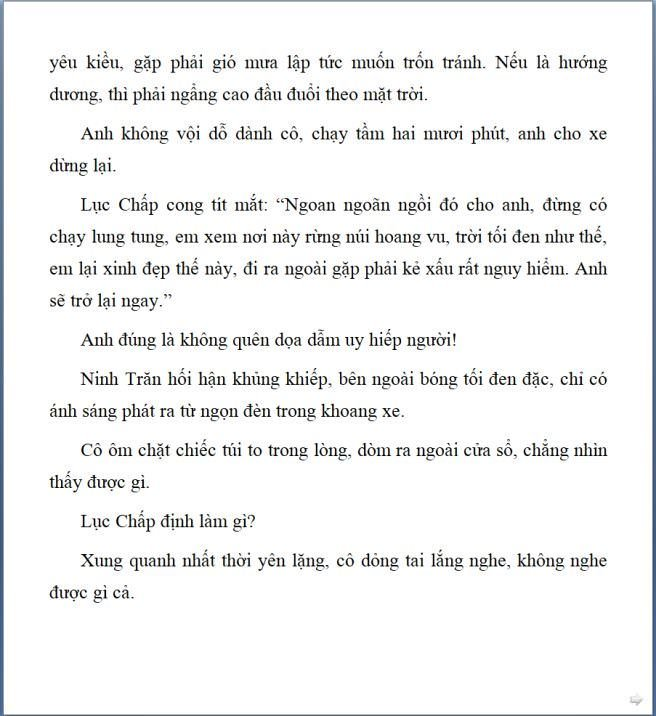 yêu kiều, gặp phải gió mưa lập tức muốn trốn tránh. Nếu là hướng
dương, thì phải ngẩng cao đầu đuổi theo mặt trời.
Anh không vội dỗ dành cô, chạy tầm hai mươi phút, anh cho xe
dừng lại.
Lục Chấp cong tít mắt: “Ngoan ngoãn ngồi đó cho anh, đừng có
chạy lung tung, em xem nơi này rừng núi hoang vu, trời tối đen như thế,
em lại xinh đẹp thế này, đi ra ngoài gặp phải kẻ xấu rất nguy hiểm. Anh
sẽ trở lại ngay.”
Anh đúng là không quên dọa dẫm uy hiếp người!
Ninh Trăn hối hận khủng khiếp, bên ngoài bóng tối đen đặc, chỉ có
ánh sáng phát ra từ ngọn đèn trong khoang xe.
Cô ôm chặt chiếc túi to trong lòng, dòm ra ngoài cửa sổ, chẳng nhìn
thấy được gì.
Lục Chấp định làm gì?
Xung quanh nhất thời yên lặng, cô dỏng tai lắng nghe, không nghe
được gì cả.